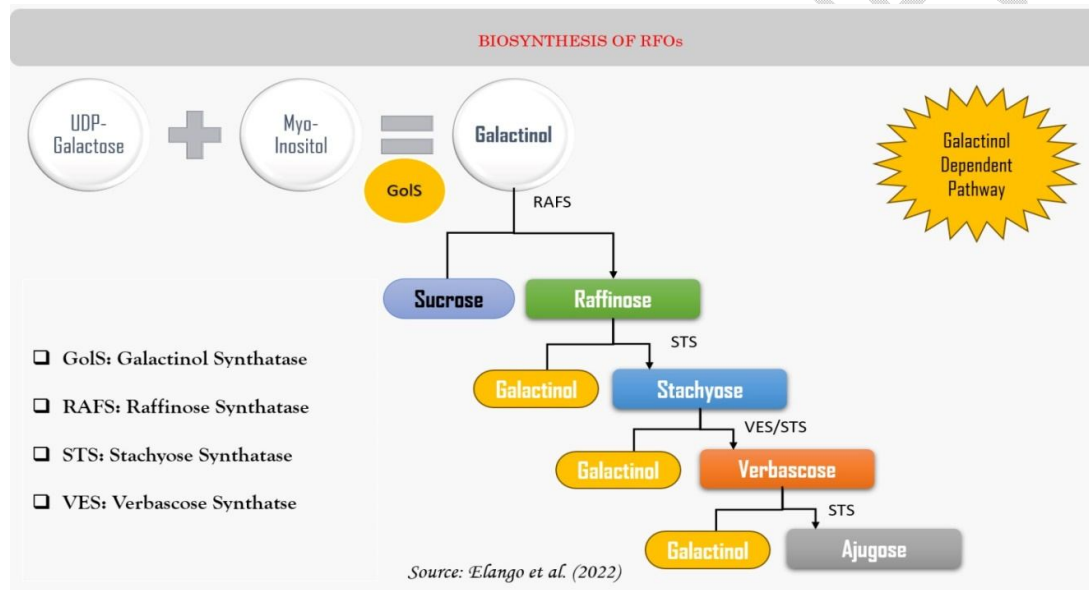 BIOSYNTHESIS OF RFOs
UDP-
Galactose
Myo-
Inositol
Galactinol
GolS
Galactinol
Dependent
Pathway
RAFS
Sucrose
Raffinose
STS
Galactinol
Stachyose
VES/STS
Galactinol
Verbascose
STS
Galactinol
Ajugose
GolS: Galactinol Synthatase
RAFS: Raffinose Synthatase
STS: Stachyose Synthatase
VES: Verbascose Synthatse
Source: Elango et al. (2022)